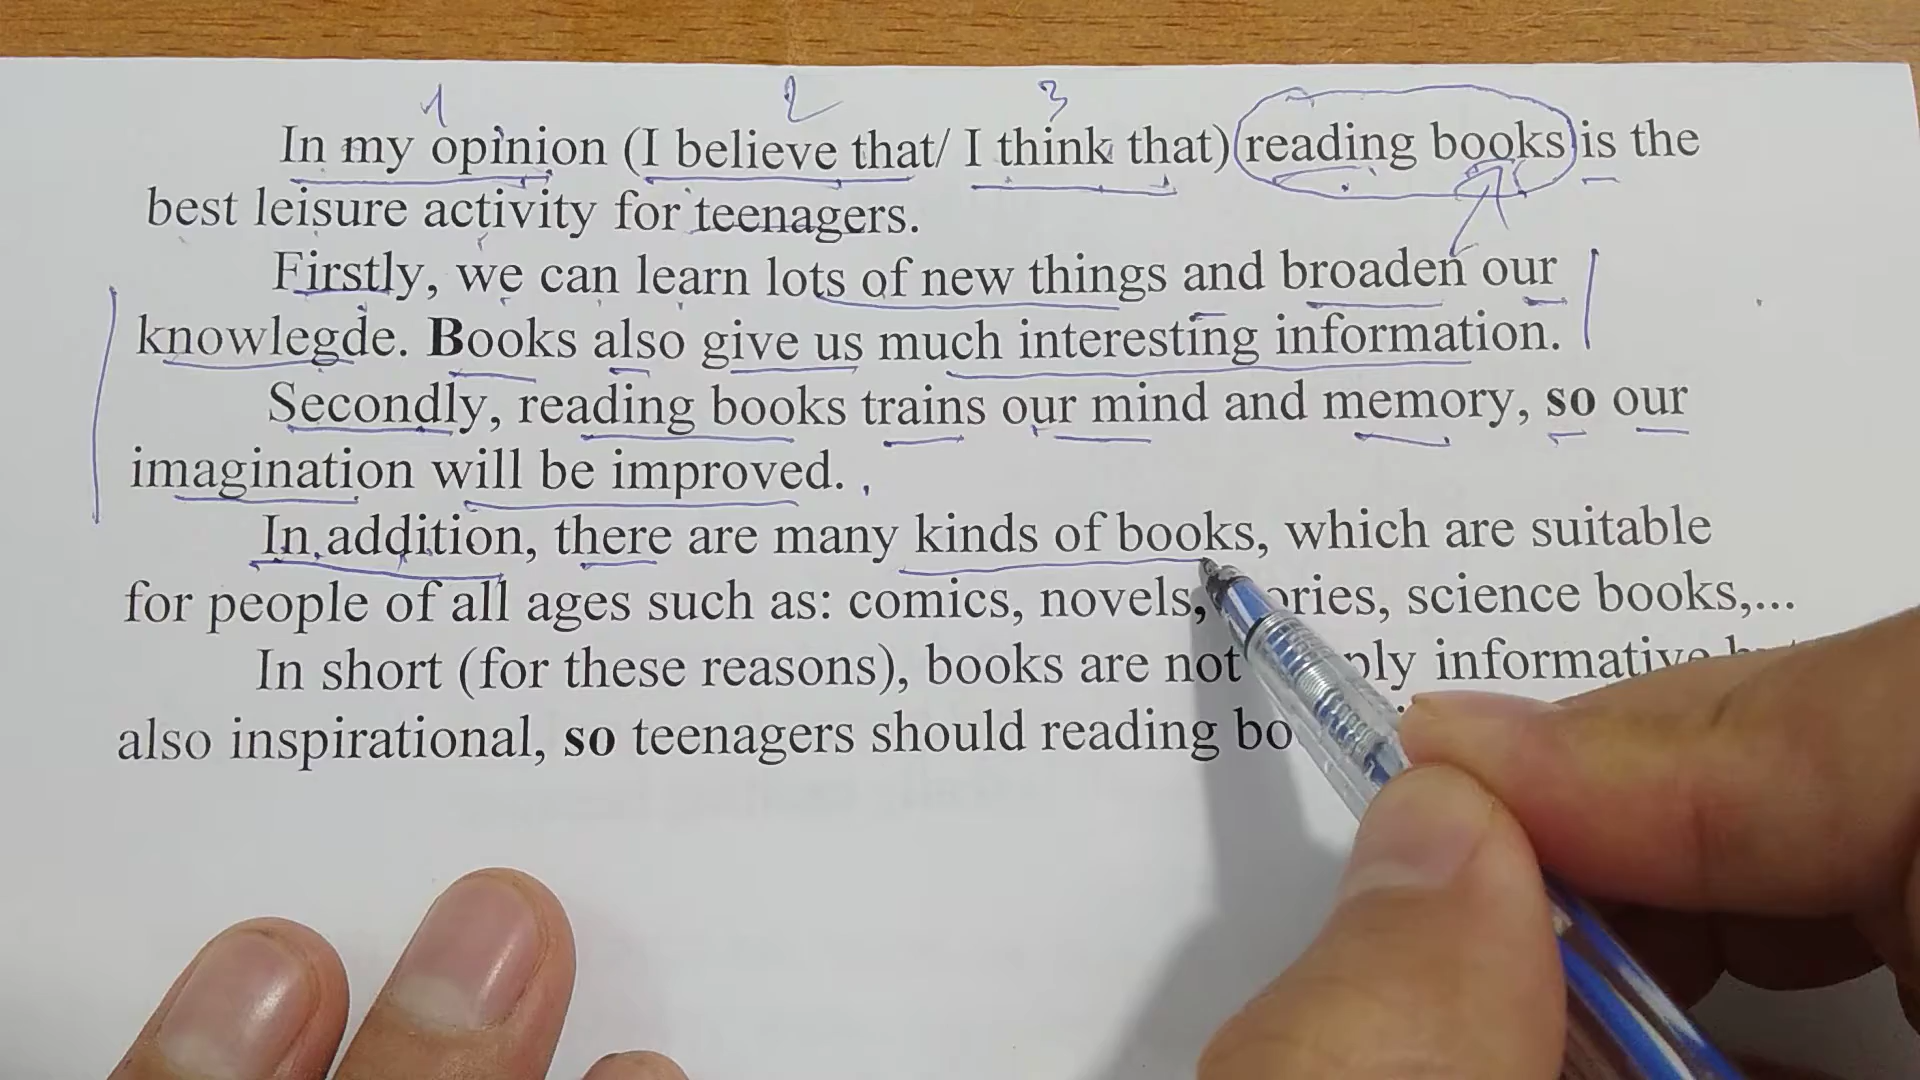 1 2 3
In my opinion (I believe that/ I think that) reading books is the
best leisure activity for teenagers.
Firstly, we can learn lots of new things and broaden our
knowlegde. Books also give us much interesting information.
Secondly, reading books trains our mind and memory, so our
imagination will be improved.
In addition, there are many kinds of books, which are suitable
for people of all ages such as: comics, novels, science books,...
In short (for these reasons), books are not informative
also inspirational, so teenagers should reading